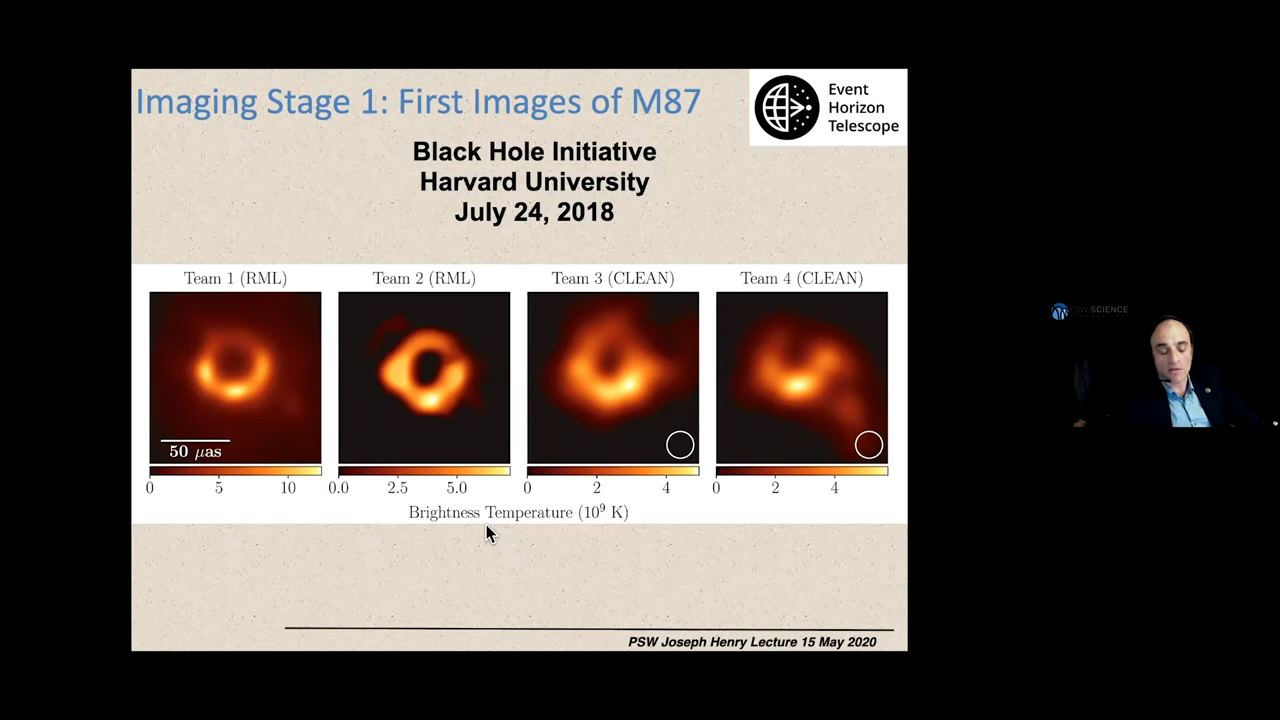 Imaging Stage 1: First Images of M87
Event
Horizon
Telescope
Black Hole Initiative
Harvard University
July 24, 2018
Team 1 (RML)
Team 2 (RML)
Team 3 (CLEAN)
Team 4 (CLEAN)
50 μas
0 5 10
0.0 2.5 5.0
0 2 4
0 2 4
Brightness Temperature (10⁹ K)
PSW Joseph Henry Lecture 15 May 2020
PSW SCIENCE